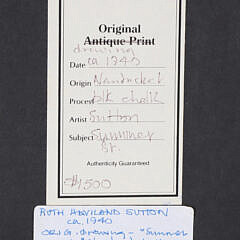 Original
Antique Print
drawing
Date ca 1940
Origin Nantucket
Process blk chalk
Artist Sutton
Subject Summer
St.
Authenticity Guaranteed
$1500
RUTH HAVILAND SUTTON
ca. 1940
ORIG. drawing - "Summer